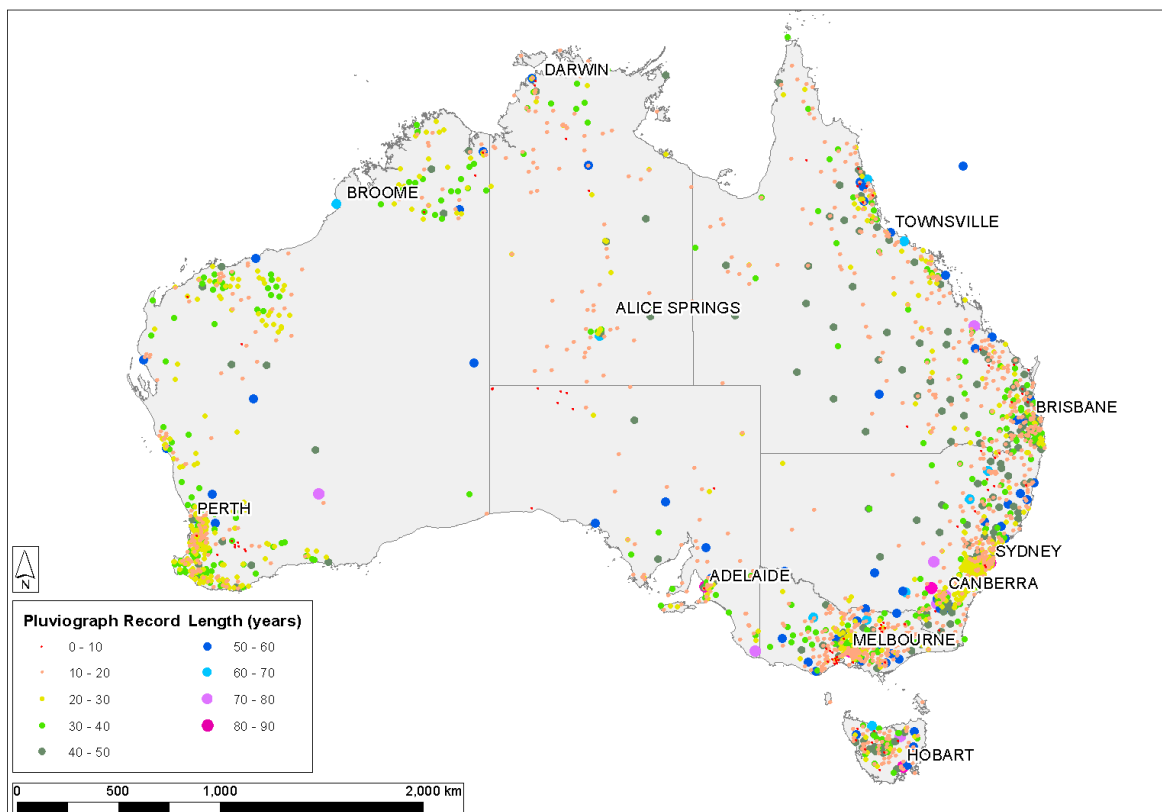 DARWIN
BROOME
TOWNSVILLE
ALICE SPRINGS
BRISBANE
PERTH
SYDNEY
ADELAIDE
CANBERRA
MELBOURNE
HOBART
N
Pluviograph Record Length (years)
0 - 10
10 - 20
20 - 30
30 - 40
40 - 50
50 - 60
60 - 70
70 - 80
80 - 90
0 500 1,000 2,000 km